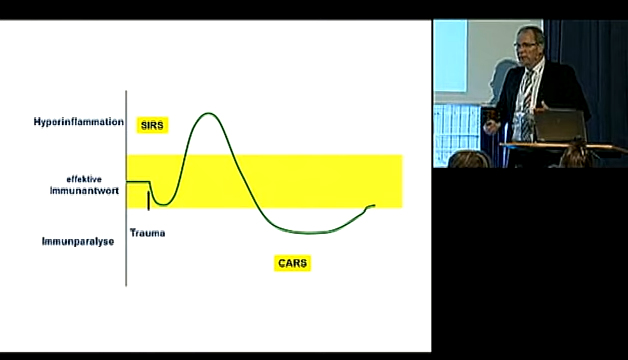 Hyperinflammation
SIRS
effektive
Immunantwort
Trauma
Immunparalyse
CARS